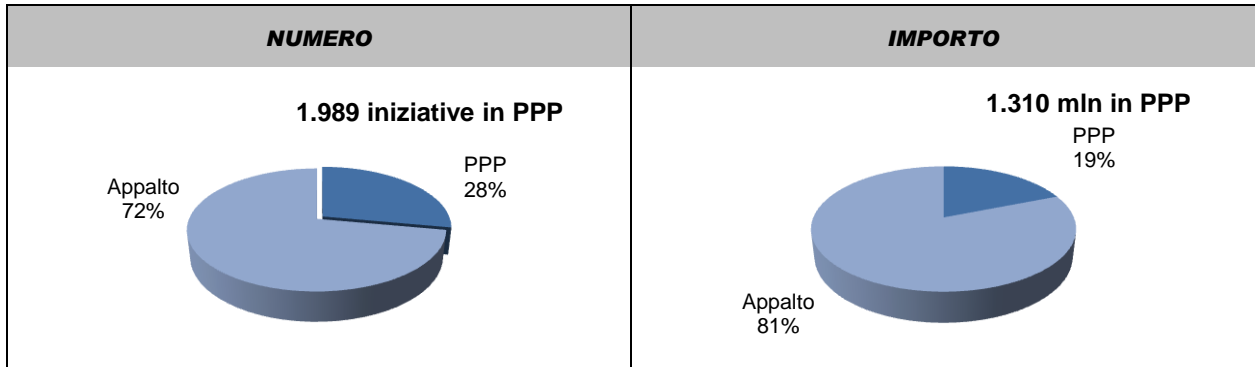 NUMERO
1.989 iniziative in PPP
PPP
28%
Appalto
72%
IMPORTO
1.310 mln in PPP
PPP
19%
Appalto
81%